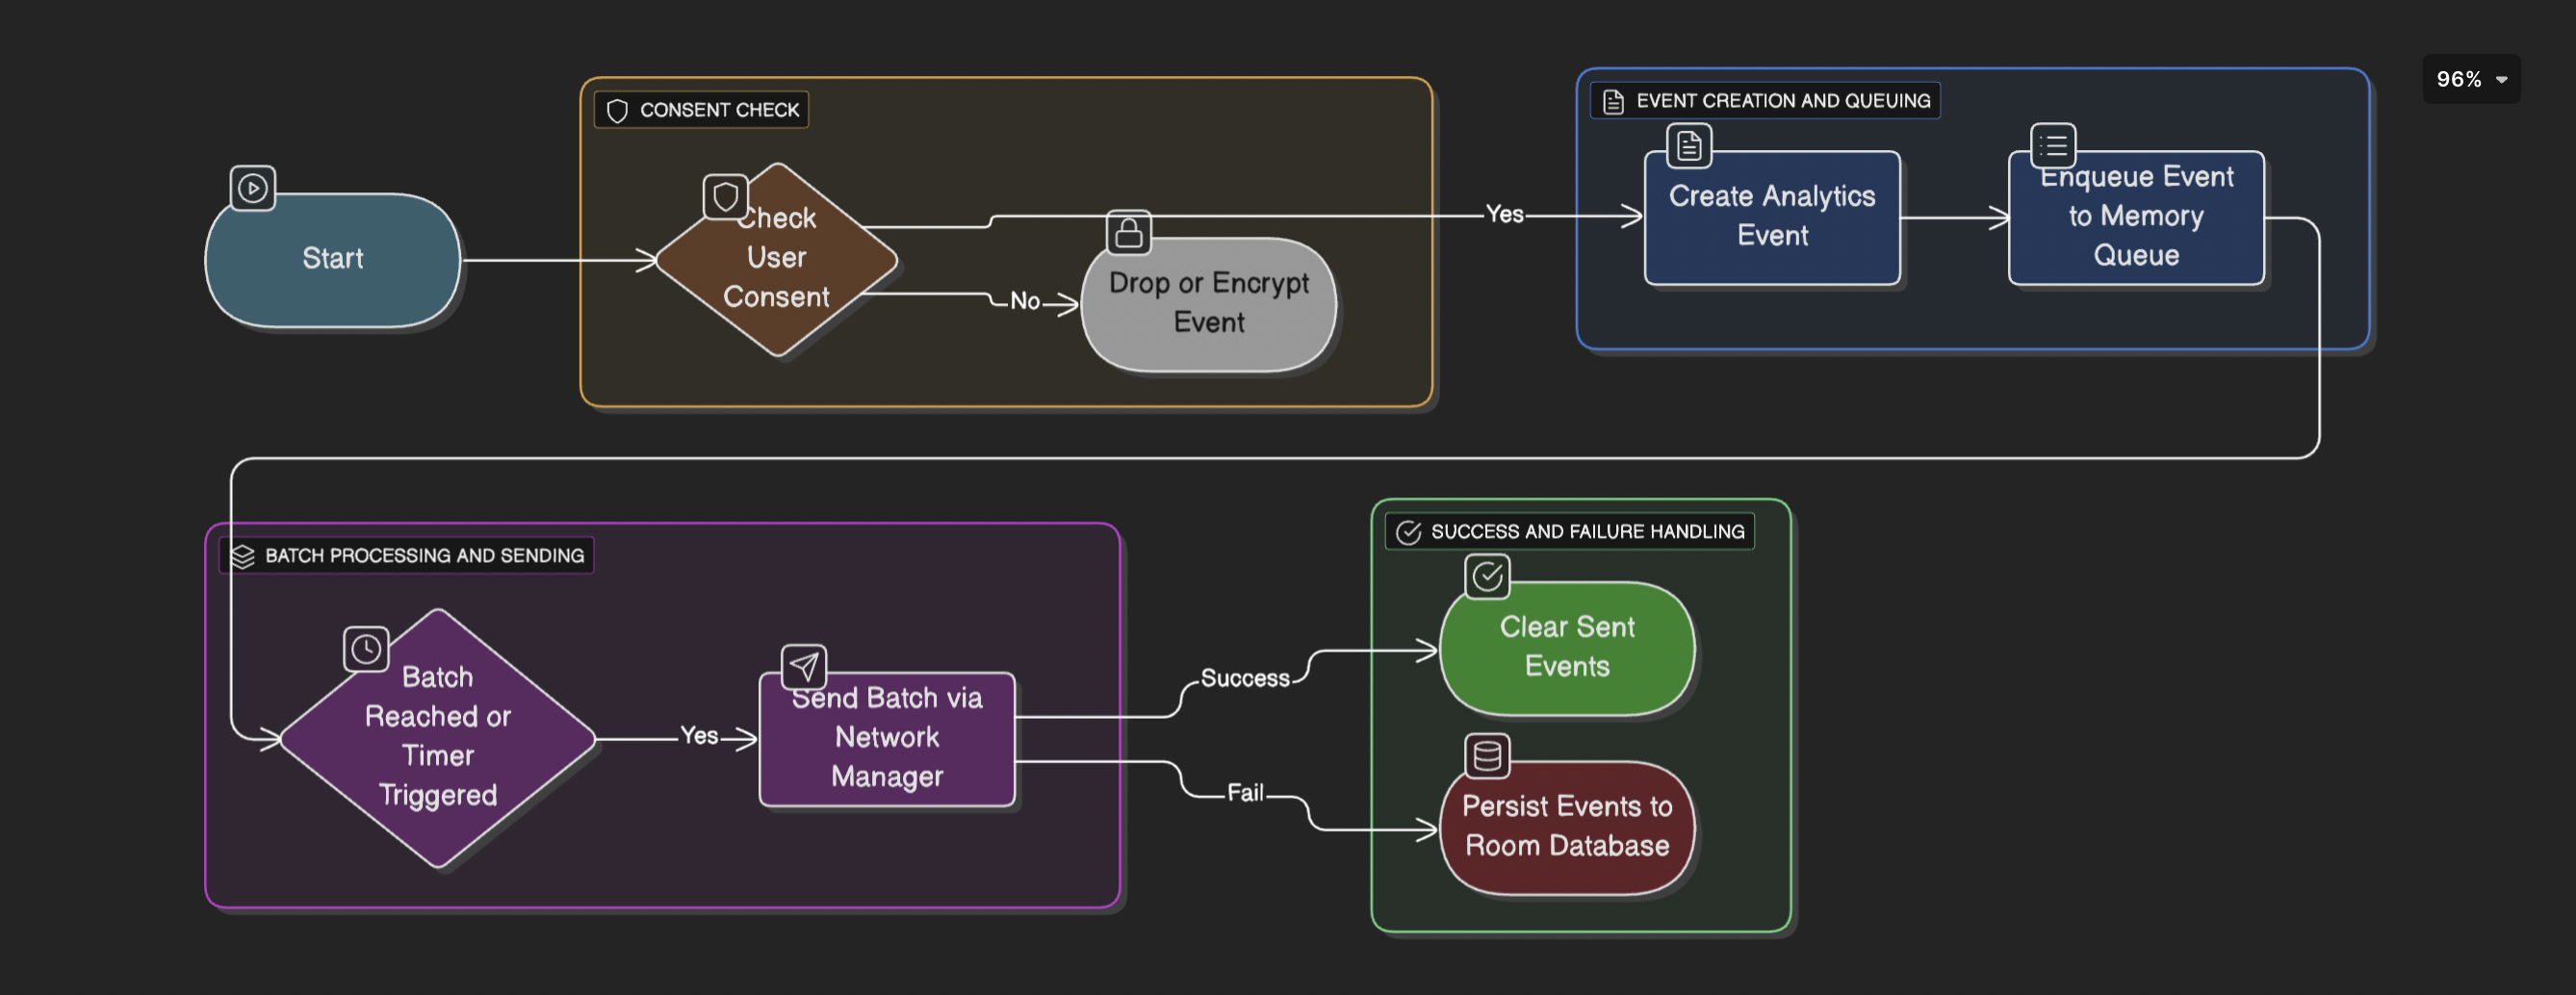 96%
CONSENT CHECK
EVENT CREATION AND QUEUING
Start
Check
User
Consent
Yes
No
Drop or Encrypt
Event
Create Analytics
Event
Enqueue Event
to Memory
Queue
BATCH PROCESSING AND SENDING
Batch
Reached or
Timer
Triggered
Yes
Send Batch via
Network
Manager
Success
Fail
SUCCESS AND FAILURE HANDLING
Clear Sent
Events
Persist Events to
Room Database